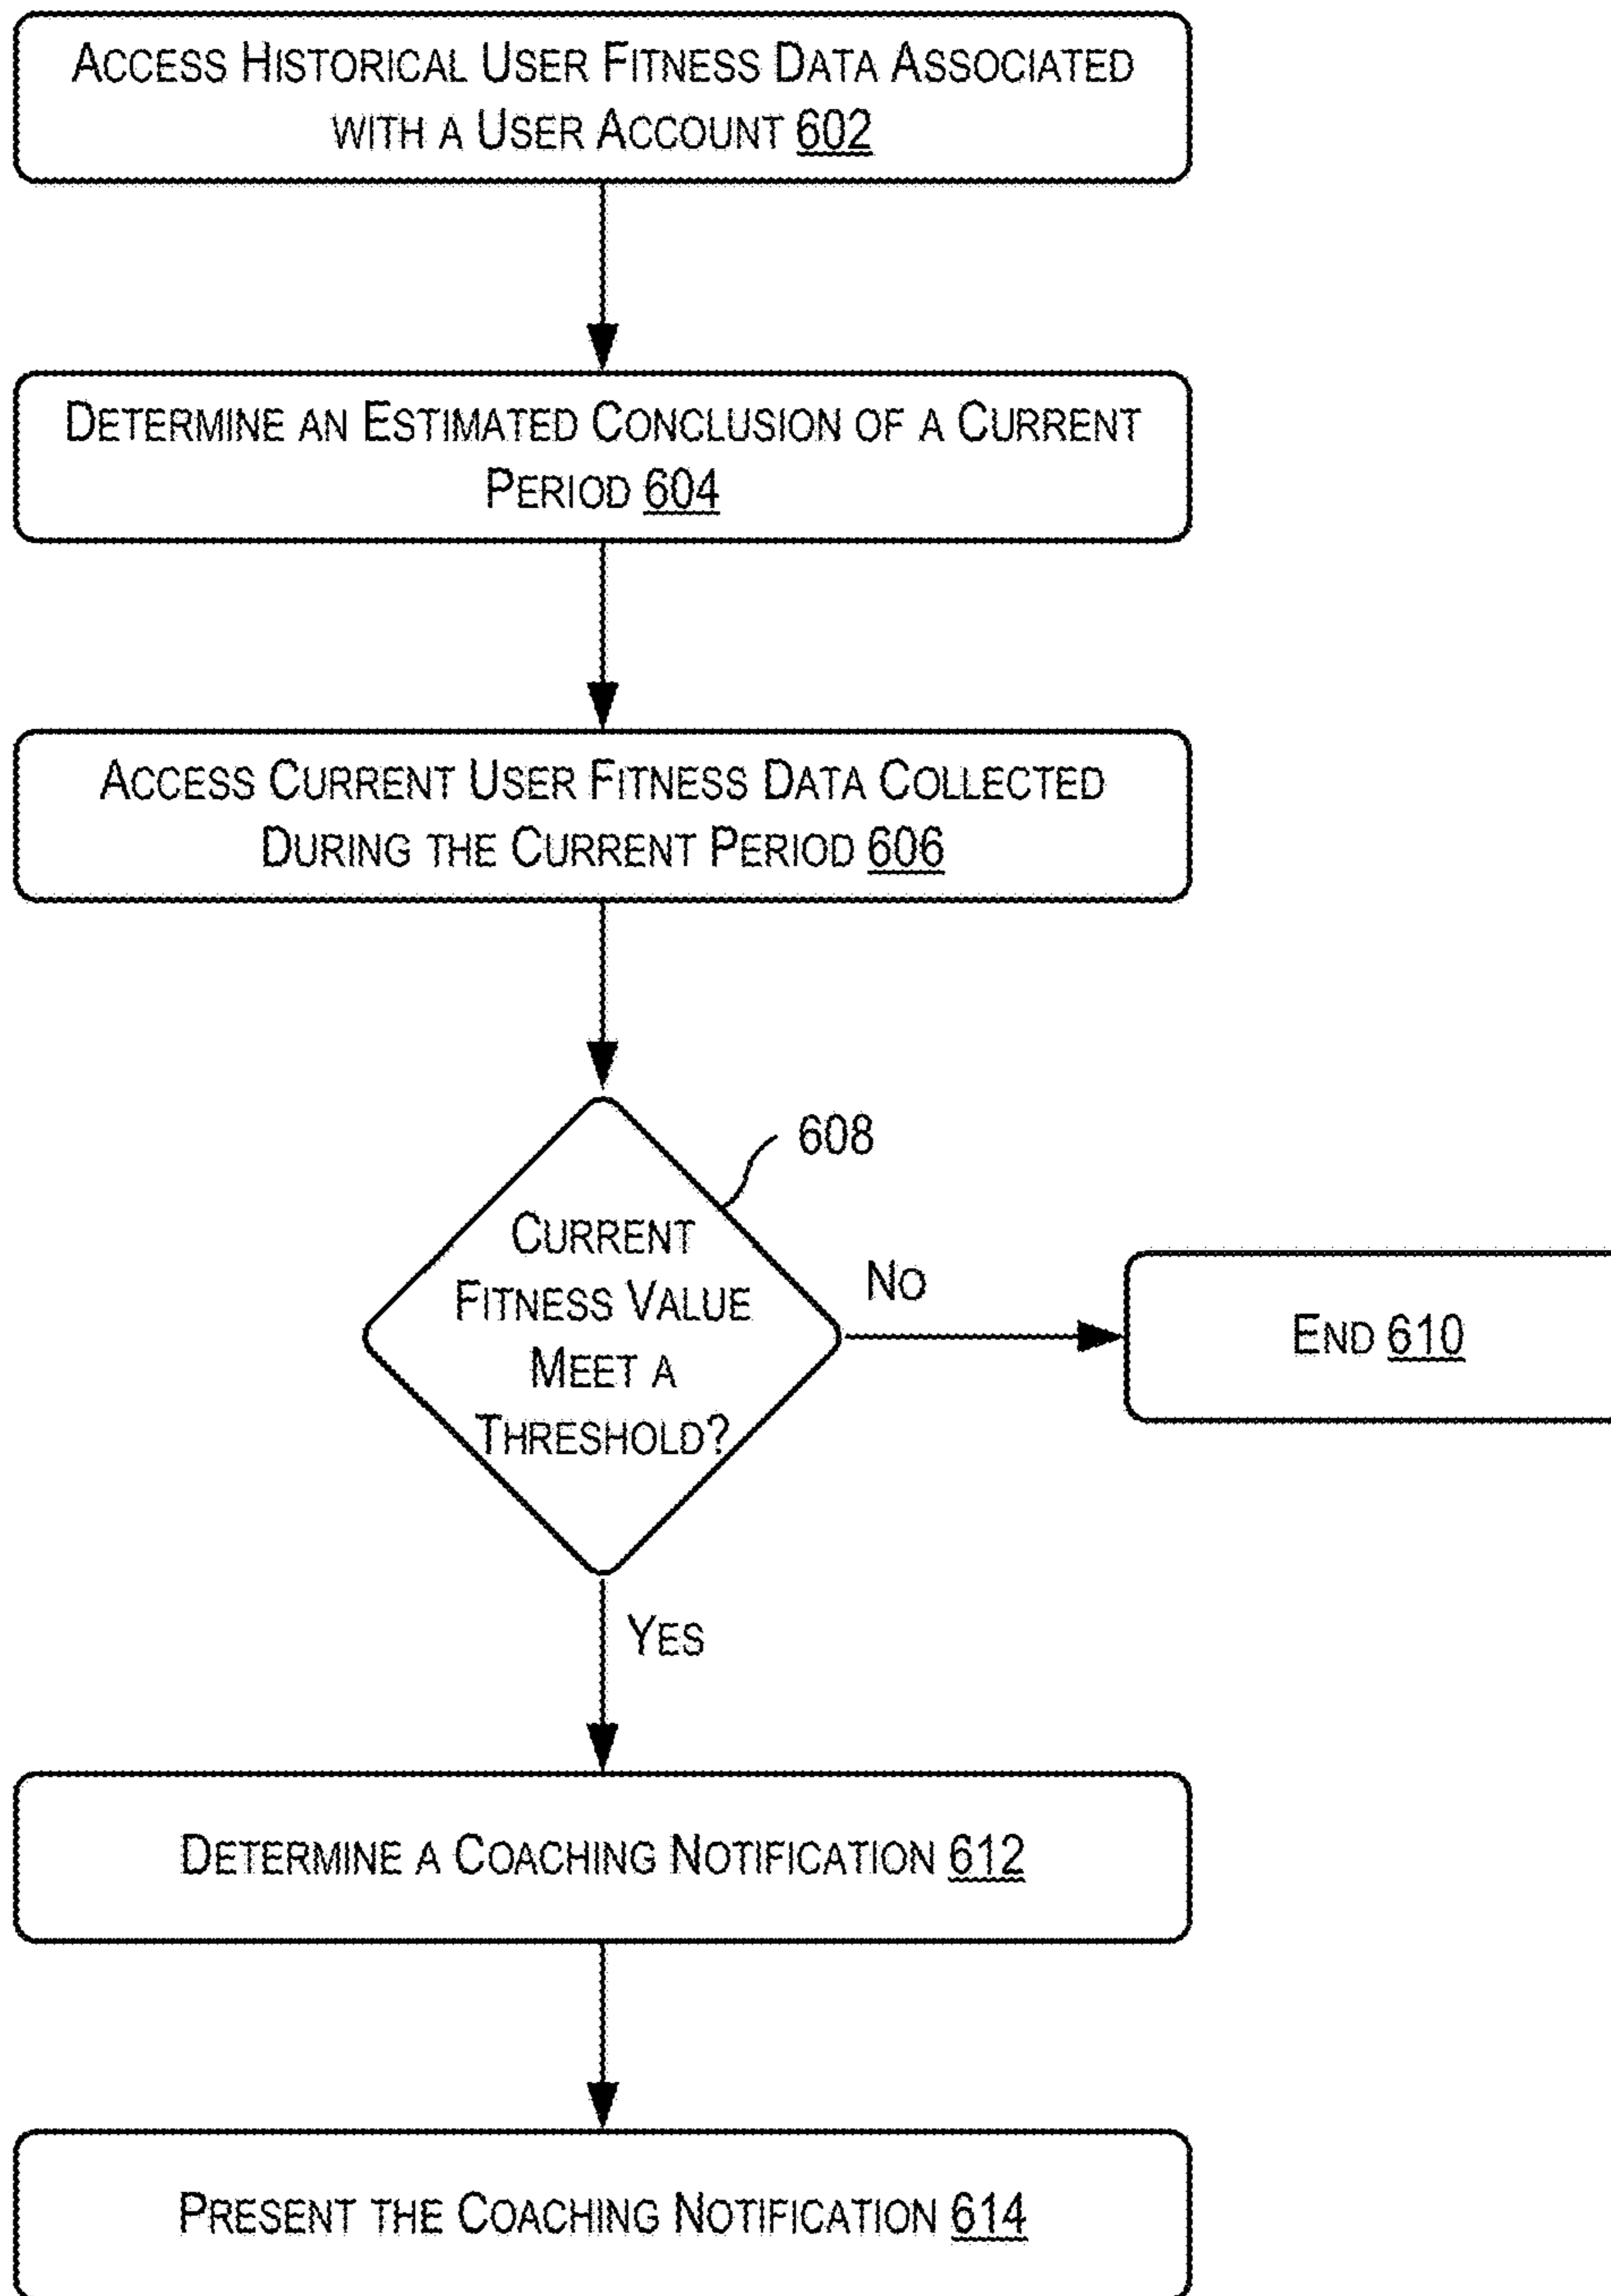 ACCESS HISTORICAL USER FITNESS DATA ASSOCIATED
WITH A USER ACCOUNT 602
DETERMINE AN ESTIMATED CONCLUSION OF A CURRENT
PERIOD 604
ACCESS CURRENT USER FITNESS DATA COLLECTED
DURING THE CURRENT PERIOD 606
608
CURRENT
FITNESS VALUE
MEET A
THRESHOLD?
NO
END 610
YES
DETERMINE A COACHING NOTIFICATION 612
PRESENT THE COACHING NOTIFICATION 614